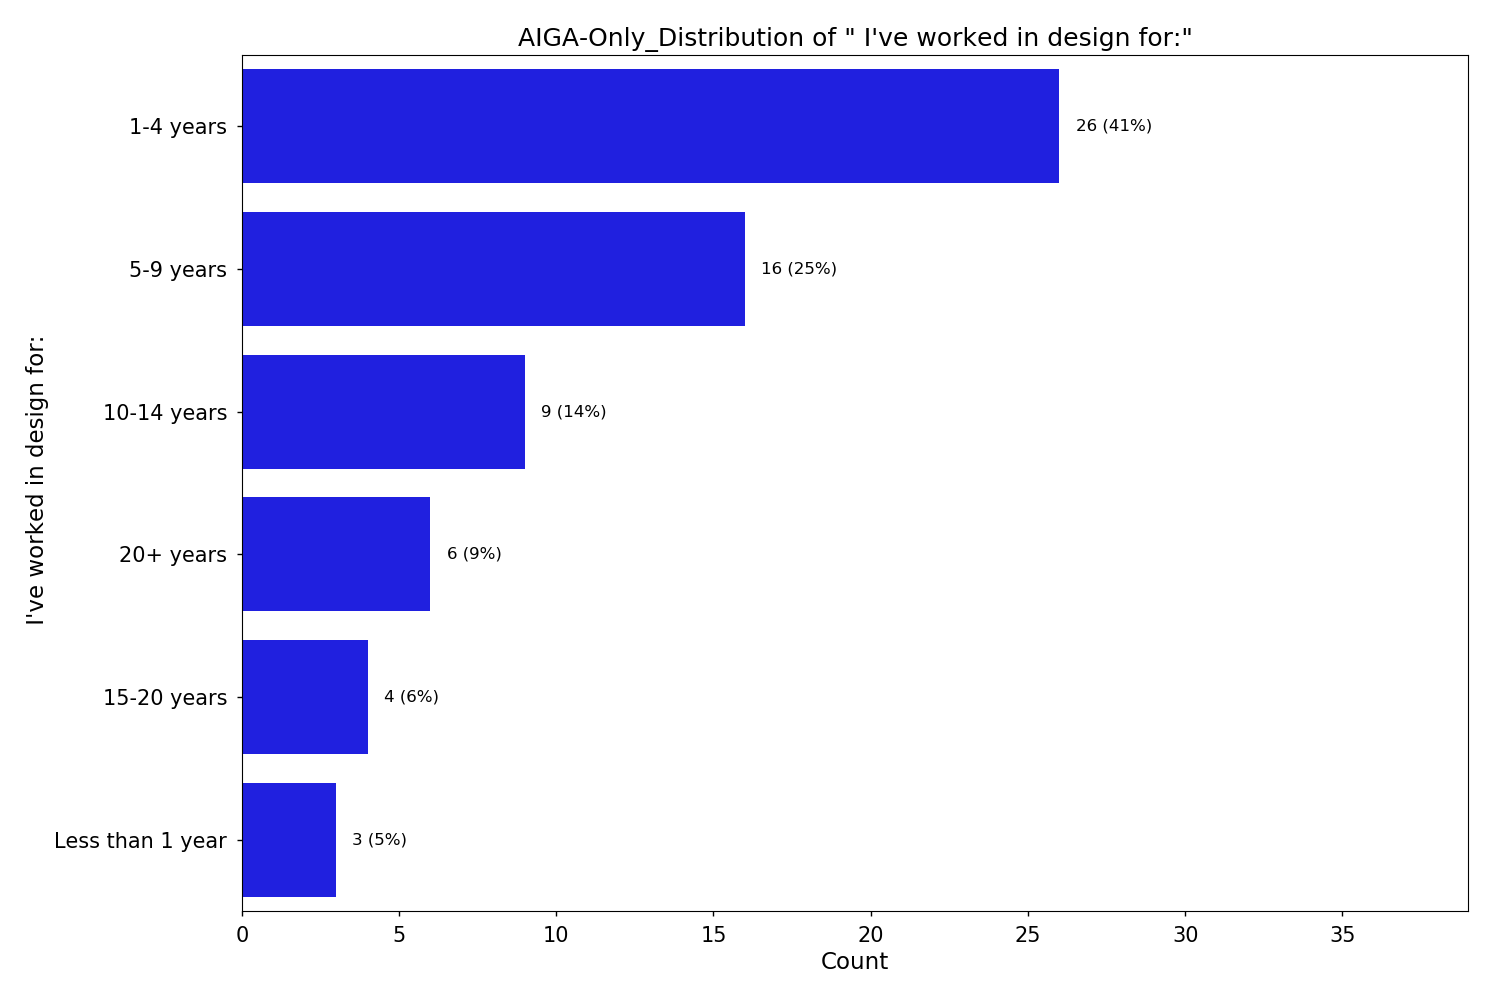 AIGA-Only_Distribution of " I've worked in design for:"
I've worked in design for:
1-4 years
26 (41%)
5-9 years
16 (25%)
10-14 years
9 (14%)
20+ years
6 (9%)
15-20 years
4 (6%)
Less than 1 year
3 (5%)
0 5 10 15 20 25 30 35
Count